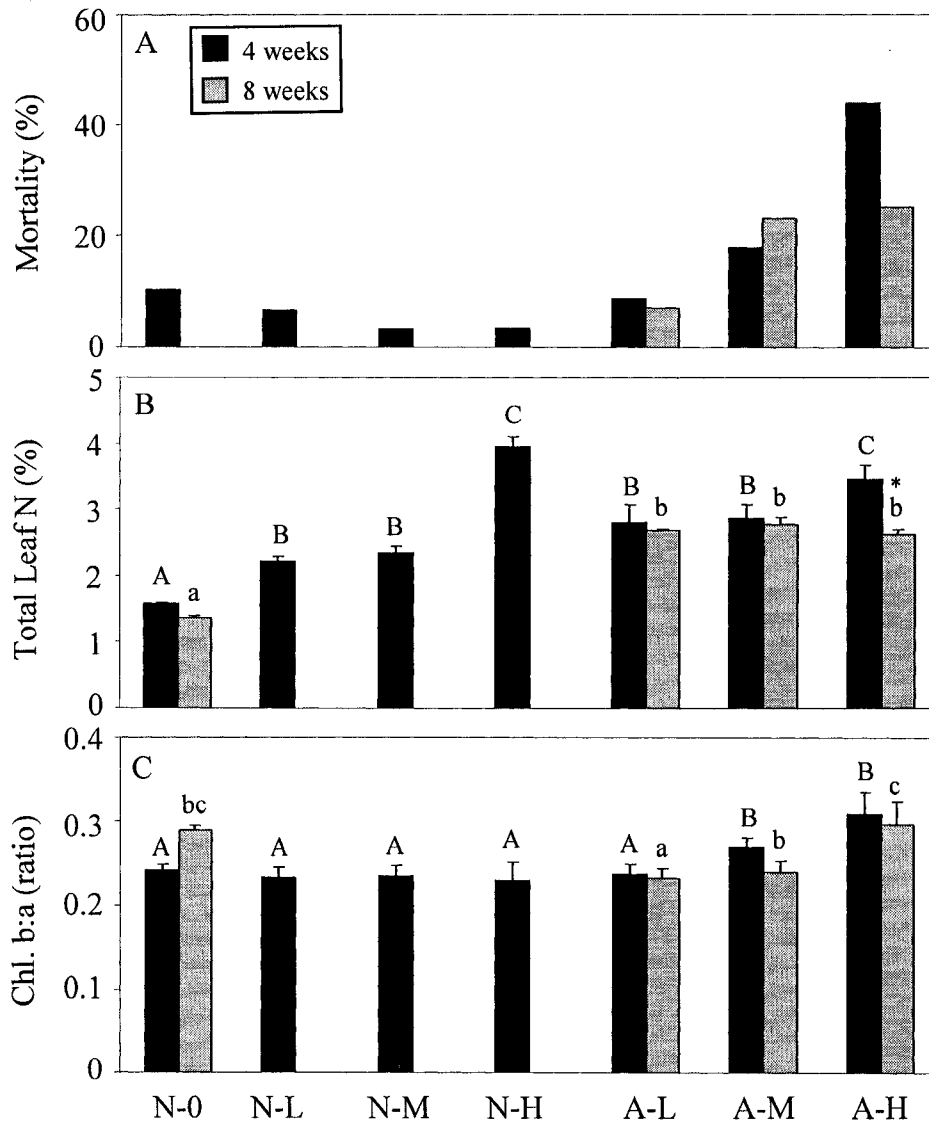 60
A
4 weeks
8 weeks
40
20
0
Mortality (%)
5
B
C
C
4
B
B
b
B
b
*
b
3
B
B
2
A
a
1
0
Total Leaf N (%)
0.4
C
bc
B
c
0.3
A
A
A
A
A
a
B
b
0.2
0.1
0
Chl. b:a (ratio)
N-0 N-L N-M N-H A-L A-M A-H